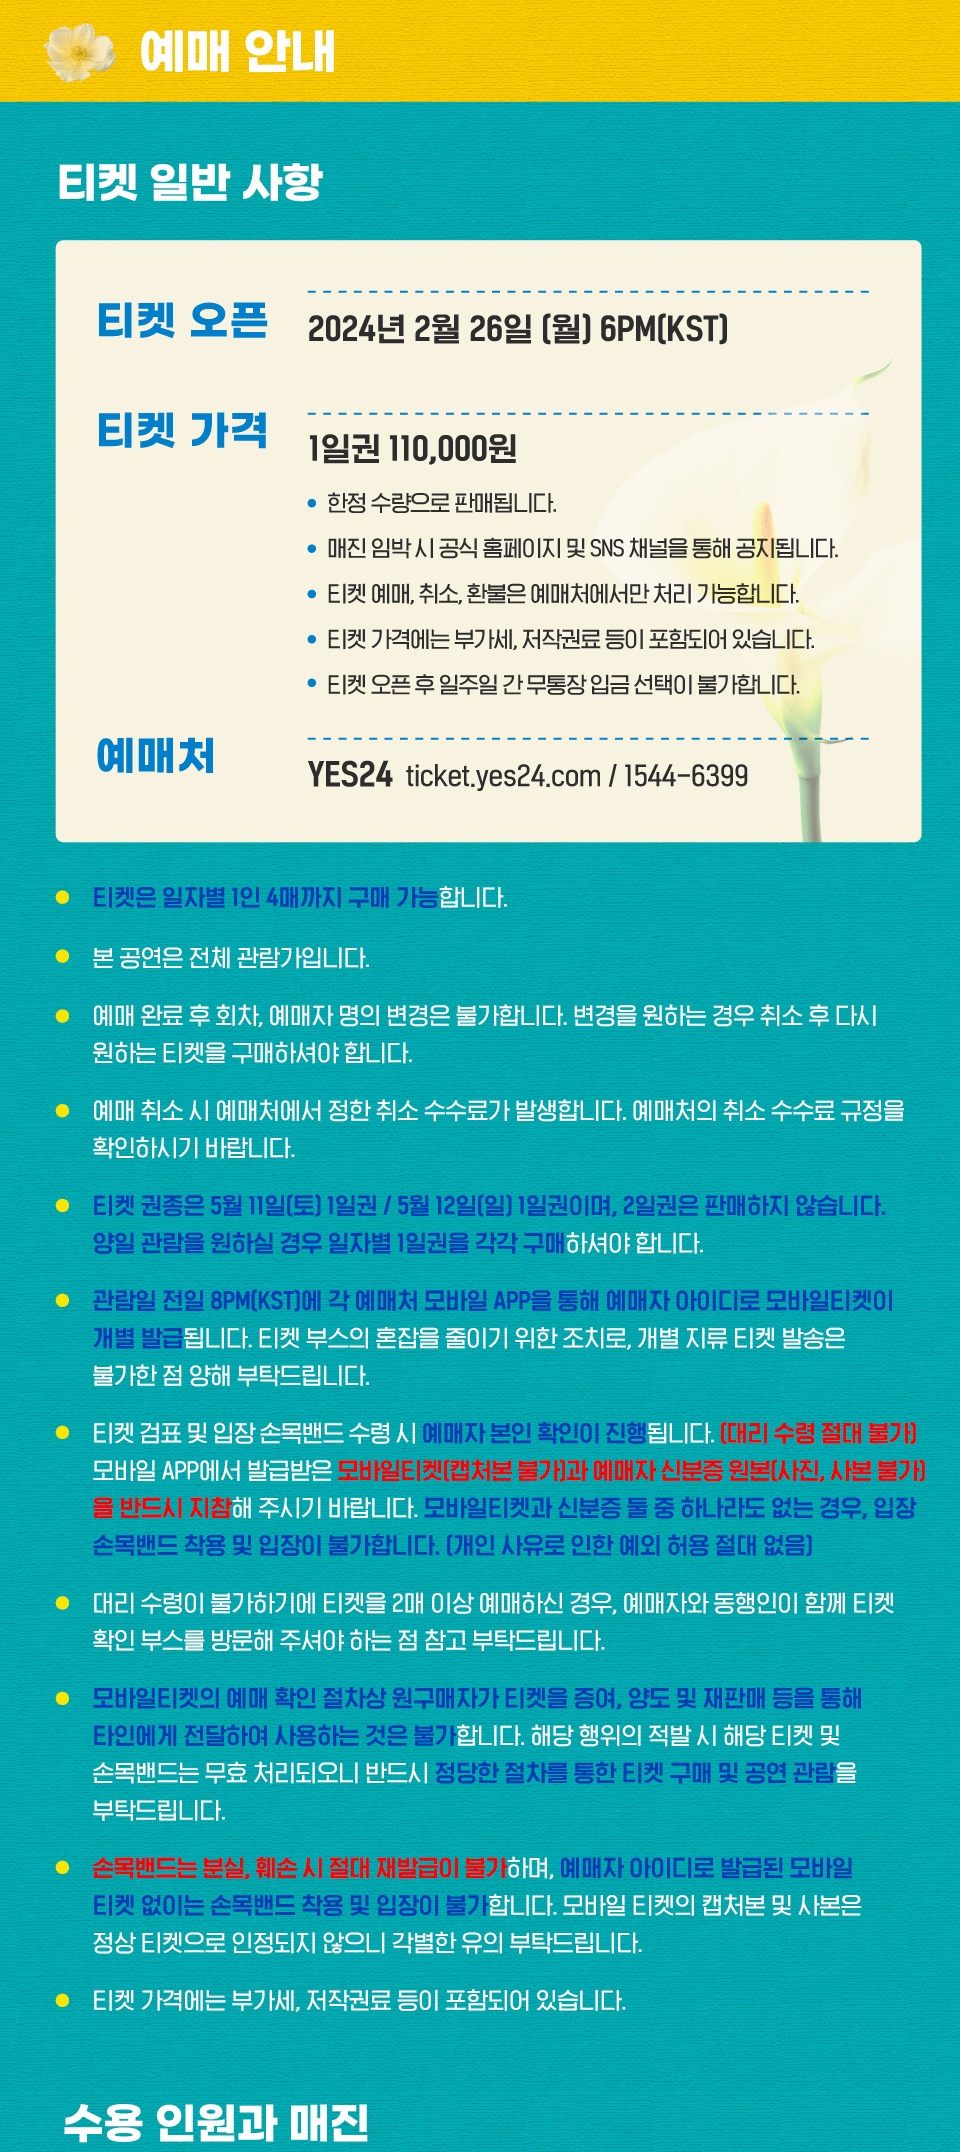 예매 안내
티켓 일반 사항
티켓 오픈
2024년 2월 26일 (월) 6PM(KST)
티켓 가격
1일권 110,000원
한정 수량으로 판매됩니다.
매진 임박 시 공식 홈페이지 및 SNS 채널을 통해 공지됩니다.
티켓 예매, 취소, 환불은 예매처에서만 처리 가능합니다.
티켓 가격에는 부가세, 저작권료 등이 포함되어 있습니다.
티켓 오픈 후 일주일 간 무통장 입금 선택이 불가합니다.
예매처
YES24 ticket.yes24.com / 1544-6399
티켓은 일자별 1인 4매까지 구매 가능합니다.
본 공연은 전체 관람가입니다.
예매 완료 후 회차, 예매자 명의 변경은 불가합니다. 변경을 원하는 경우 취소 후 다시
원하는 티켓을 구매하셔야 합니다.
예매 취소 시 예매처에서 정한 취소 수수료가 발생합니다. 예매처의 취소 수수료 규정을
확인하시기 바랍니다.
티켓 권종은 5월 11일(토) 1일권 / 5월 12일(일) 1일권이며, 2일권은 판매하지 않습니다.
양일 관람을 원하실 경우 일자별 1일권을 각각 구매하셔야 합니다.
관람일 전일 8PM(KST)에 각 예매처 모바일 APP을 통해 예매자 아이디로 모바일티켓이
개별 발급됩니다. 티켓 부스의 혼잡을 줄이기 위한 조치로, 개별 지류 티켓 발송은
불가한 점 양해 부탁드립니다.
티켓 검표 및 입장 손목밴드 수령 시 예매자 본인 확인이 진행됩니다. (대리 수령 절대 불가)
모바일 APP에서 발급받은 모바일티켓(캡처본 불가)과 예매자 신분증 원본(사진, 사본 불가)
을 반드시 지참해 주시기 바랍니다. 모바일티켓과 신분증 둘 중 하나라도 없는 경우, 입장
손목밴드 착용 및 입장이 불가합니다. (개인 사유로 인한 예외 허용 절대 없음)
대리 수령이 불가하기에 티켓을 2매 이상 예매하신 경우, 예매자와 동행인이 함께 티켓
확인 부스를 방문해 주셔야 하는 점 참고 부탁드립니다.
모바일티켓의 예매 확인 절차상 원구매자가 티켓을 증여, 양도 및 재판매 등을 통해
타인에게 전달하여 사용하는 것은 불가합니다. 해당 행위의 적발 시 해당 티켓 및
손목밴드는 무효 처리되오니 반드시 정당한 절차를 통한 티켓 구매 및 공연 관람을
부탁드립니다.
손목밴드는 분실, 훼손 시 절대 재발급이 불가하며, 예매자 아이디로 발급된 모바일
티켓 없이는 손목밴드 착용 및 입장이 불가합니다. 모바일 티켓의 캡처본 및 사본은
정상 티켓으로 인정되지 않으니 각별한 유의 부탁드립니다.
티켓 가격에는 부가세, 저작권료 등이 포함되어 있습니다.
수용 인원과 매진